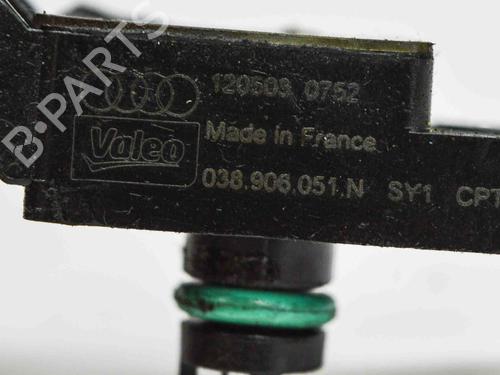 120503 0752
Valeo
Made in France
038.906.051.N SY1 CPT
B-PARTS